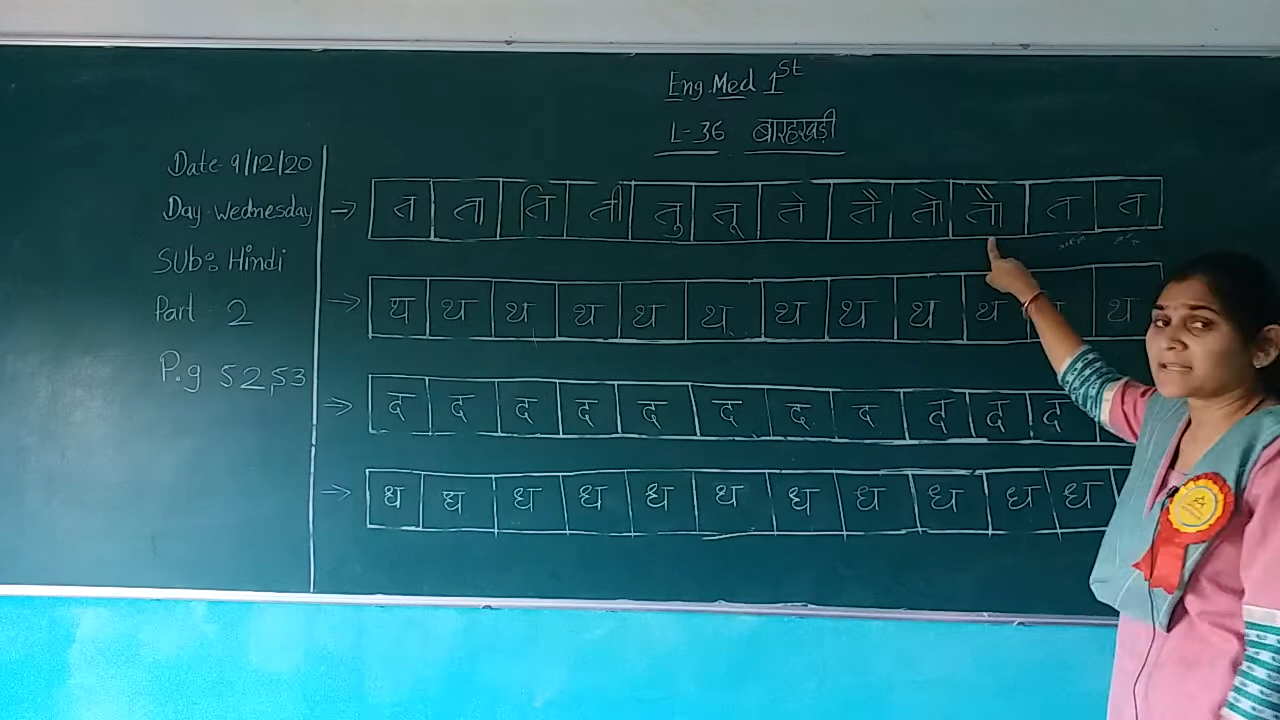 Eng.Med 1st
L-36 बारहखड़ी
Date-9/12/20
Day-Wednesday
SUb: Hindi
Part - 2
P.g 52,53
→ त ता ति ती तु तू ते तै तो तौ त त
→ थ थ थ थ थ थ थ थ थ थ थ
→ द द द द द द द द द द द
→ ध ध ध ध ध ध ध ध ध ध ध